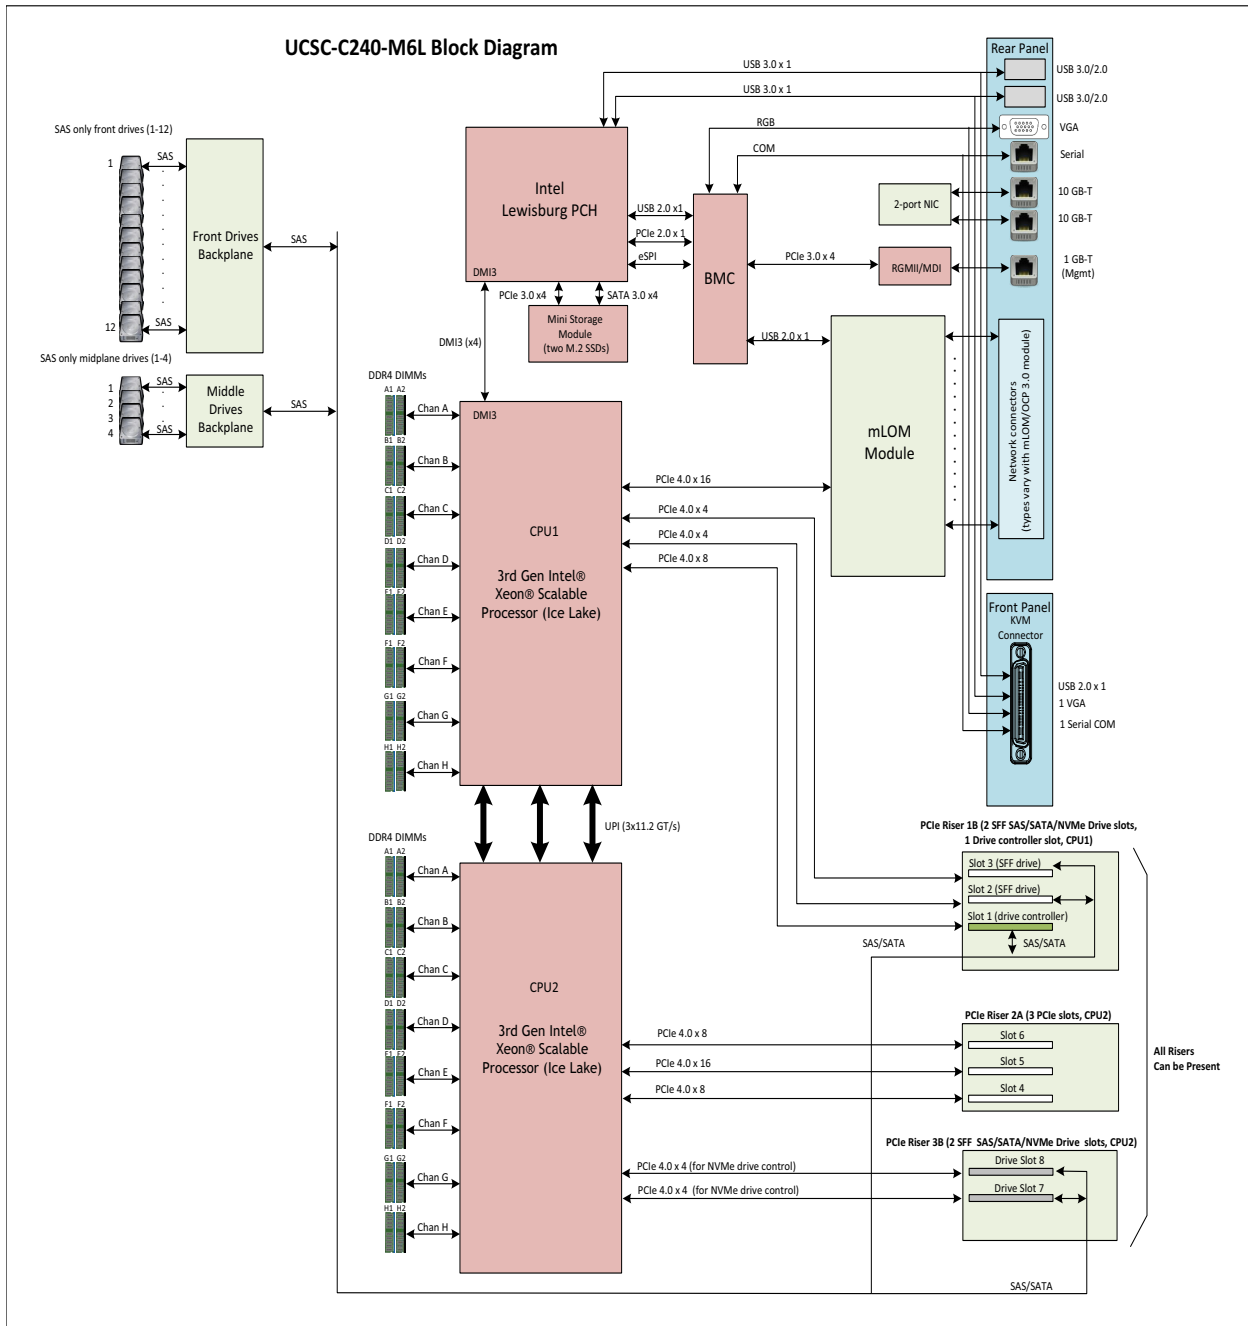 UCSC-C240-M6L Block Diagram
Rear Panel
USB 3.0 x 1
USB 3.0/2.0
USB 3.0 x 1
USB 3.0/2.0
RGB
VGA
COM
Serial
SAS only front drives (1-12)
1
SAS
Front Drives
Backplane
SAS
12
SAS
Intel
Lewisburg PCH
DMI3
USB 2.0 x1
PCIe 2.0 x 1
eSPI
BMC
2-port NIC
10 GB-T
10 GB-T
PCIe 3.0 x 4
RGMII/MDI
1 GB-T
(Mgmt)
PCIe 3.0 x4
SATA 3.0 x4
Mini Storage
Module
(two M.2 SSDs)
DMI3 (x4)
USB 2.0 x 1
mLOM
Module
Network connectors
(types vary with mLOM/OCP 3.0 module)
SAS only midplane drives (1-4)
1
2
3
4
SAS
SAS
Middle
Drives
Backplane
SAS
DDR4 DIMMs
A1 A2
Chan A
B1 B2
Chan B
C1 C2
Chan C
D1 D2
Chan D
E1 E2
Chan E
F1 F2
Chan F
G1 G2
Chan G
H1 H2
Chan H
DMI3
CPU1
3rd Gen Intel®
Xeon® Scalable
Processor (Ice Lake)
PCIe 4.0 x 16
PCIe 4.0 x 4
PCIe 4.0 x 4
PCIe 4.0 x 8
Front Panel
KVM
Connector
USB 2.0 x 1
1 VGA
1 Serial COM
UPI (3x11.2 GT/s)
DDR4 DIMMs
A1 A2
Chan A
B1 B2
Chan B
C1 C2
Chan C
D1 D2
Chan D
E1 E2
Chan E
F1 F2
Chan F
G1 G2
Chan G
H1 H2
Chan H
CPU2
3rd Gen Intel®
Xeon® Scalable
Processor (Ice Lake)
PCIe Riser 1B (2 SFF SAS/SATA/NVMe Drive slots,
1 Drive controller slot, CPU1)
Slot 3 (SFF drive)
Slot 2 (SFF drive)
Slot 1 (drive controller)
SAS/SATA
SAS/SATA
PCIe Riser 2A (3 PCIe slots, CPU2)
PCIe 4.0 x 8
Slot 6
PCIe 4.0 x 16
Slot 5
PCIe 4.0 x 8
Slot 4
All Risers
Can be Present
PCIe Riser 3B (2 SFF SAS/SATA/NVMe Drive slots, CPU2)
PCIe 4.0 x 4 (for NVMe drive control)
Drive Slot 8
PCIe 4.0 x 4 (for NVMe drive control)
Drive Slot 7
SAS/SATA